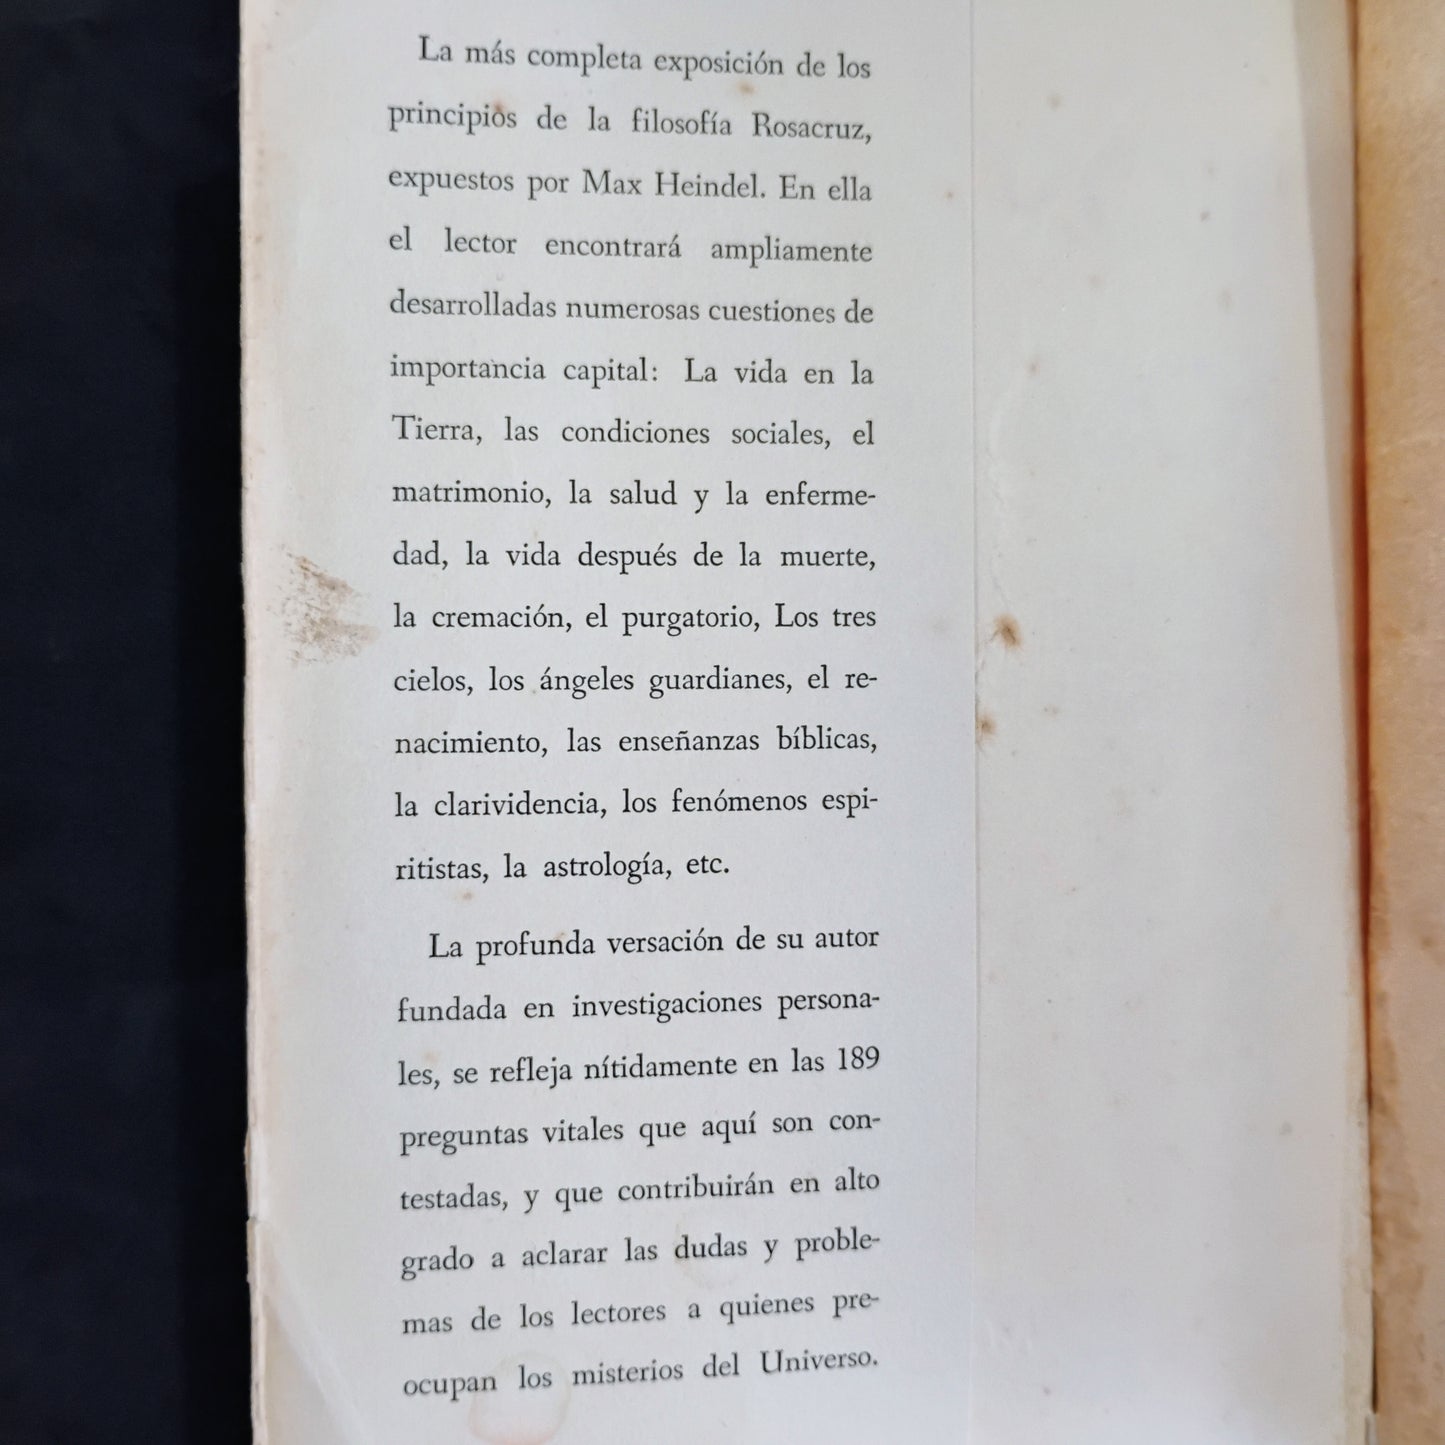 La más completa exposición de los
principios de la filosofía Rosacruz,
expuestos por Max Heindel. En ella
el lector encontrará ampliamente
desarrolladas numerosas cuestiones de
importancia capital: La vida en la
Tierra, las condiciones sociales, el
matrimonio, la salud y la enferme-
dad, la vida después de la muerte,
la cremación, el purgatorio, Los tres
cielos, los ángeles guardianes, el re-
nacimiento, las enseñanzas bíblicas,
la clarividencia, los fenómenos espi-
ritistas, la astrología, etc.
La profunda versación de su autor
fundada en investigaciones persona-
les, se refleja nítidamente en las 189
preguntas vitales que aquí son con-
testadas, y que contribuirán en alto
grado a aclarar las dudas y proble-
mas de los lectores a quienes pre-
ocupan los misterios del Universo.